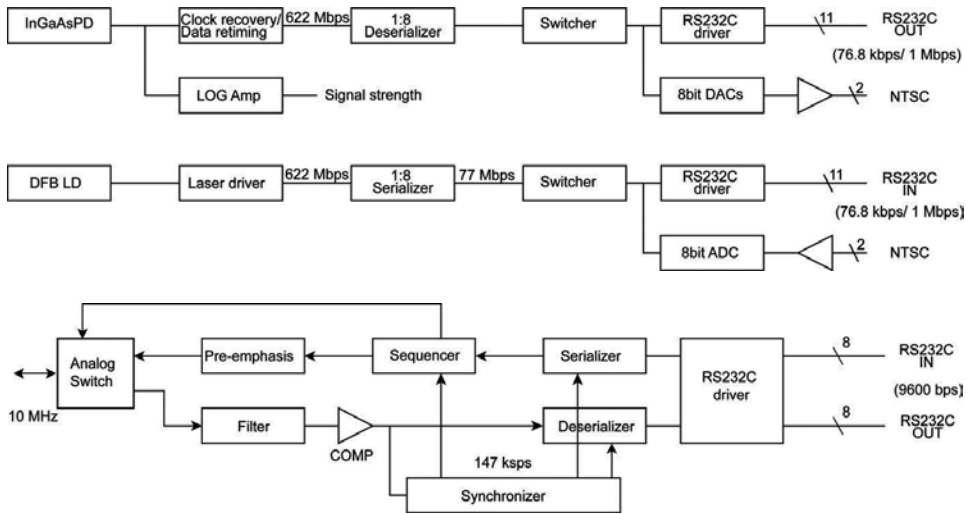 InGaAsPD
Clock recovery/
Data retiming
622 Mbps
1:8
Deserializer
Switcher
RS232C
driver
11
RS232C
OUT
(76.8 kbps/ 1 Mbps)
LOG Amp
Signal strength
8bit DACs
2
NTSC
DFB LD
Laser driver
622 Mbps
1:8
Serializer
77 Mbps
Switcher
RS232C
driver
11
RS232C
IN
(76.8 kbps/ 1 Mbps)
8bit ADC
2
NTSC
Analog
Switch
10 MHz
Pre-emphasis
Sequencer
Serializer
RS232C
driver
8
RS232C
IN
(9600 bps)
Filter
COMP
Deserializer
8
RS232C
OUT
147 ksps
Synchronizer